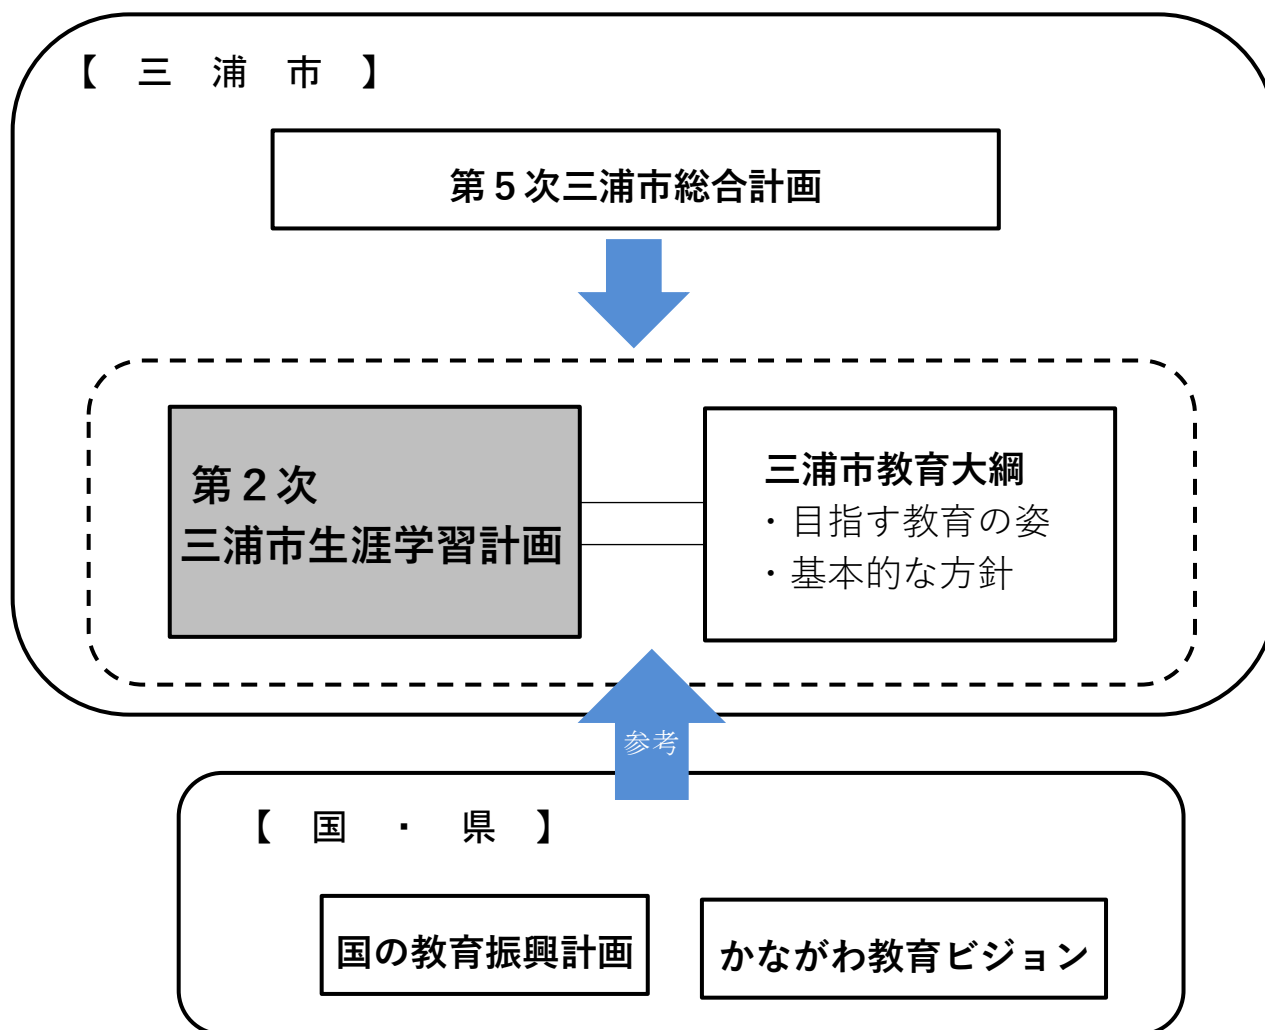 【 三 浦 市 】
第５次三浦市総合計画
第２次
三浦市生涯学習計画
三浦市教育大綱
・目指す教育の姿
・基本的な方針
参考
【 国 ・ 県 】
国の教育振興計画
かながわ教育ビジョン